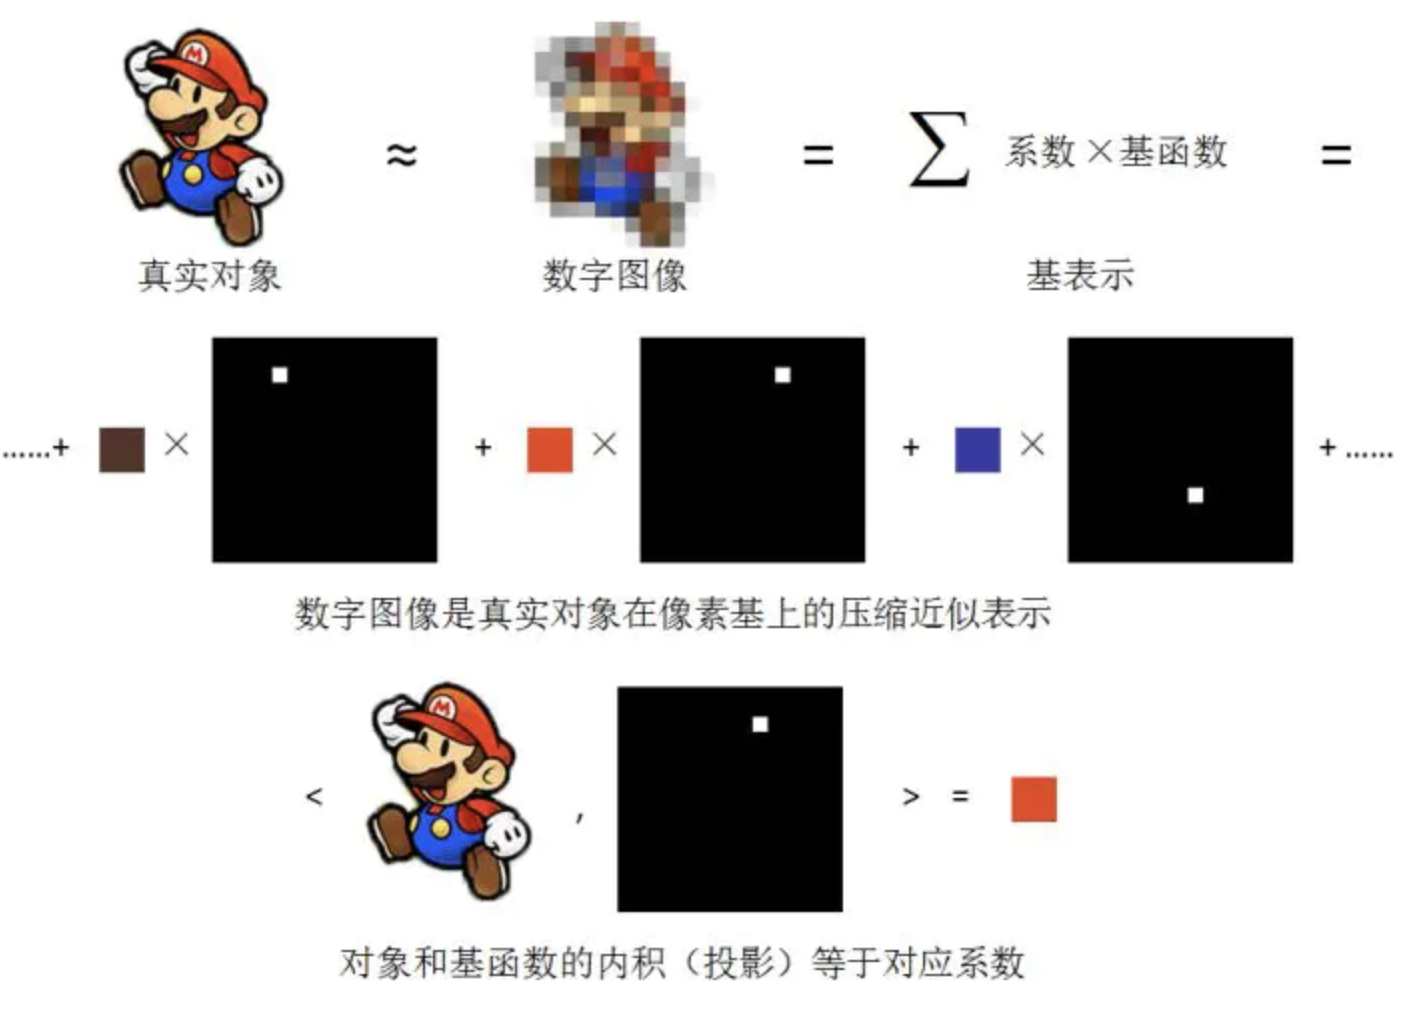 M
≈
= ∑ 系数×基函数 =
真实对象 数字图像 基表示
……+ × + × + × +……
数字图像是真实对象在像素基上的压缩近似表示
< M , > =
对象和基函数的内积（投影）等于对应系数